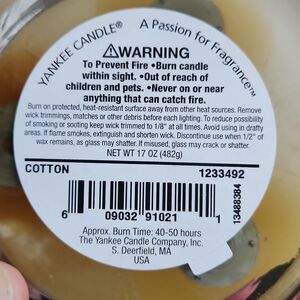 YANKEE CANDLE® A Passion for Fragrance™
⚠WARNING
To Prevent Fire •Burn candle
within sight. •Out of reach of
children and pets. •Never on or near
anything that can catch fire.
Burn on protected, heat-resistant surface away from other heat sources. Remove
wick trimmings, matches or other debris before each lighting. To reduce possibility
of smoking or sooting keep wick trimmed to 1/8" at all times. Avoid using in drafty
areas. If flame smokes, extinguish and shorten wick. Discontinue use when 1/2" of
wax remains, as glass may overheat. If misused, glass may crack or shatter.
NET WT 17 OZ (482g)
COTTON 1233492
6 09032 91021 1
13488384
Approx. Burn Time: 40-50 hours
The Yankee Candle Company, Inc.
S. Deerfield, MA
USA